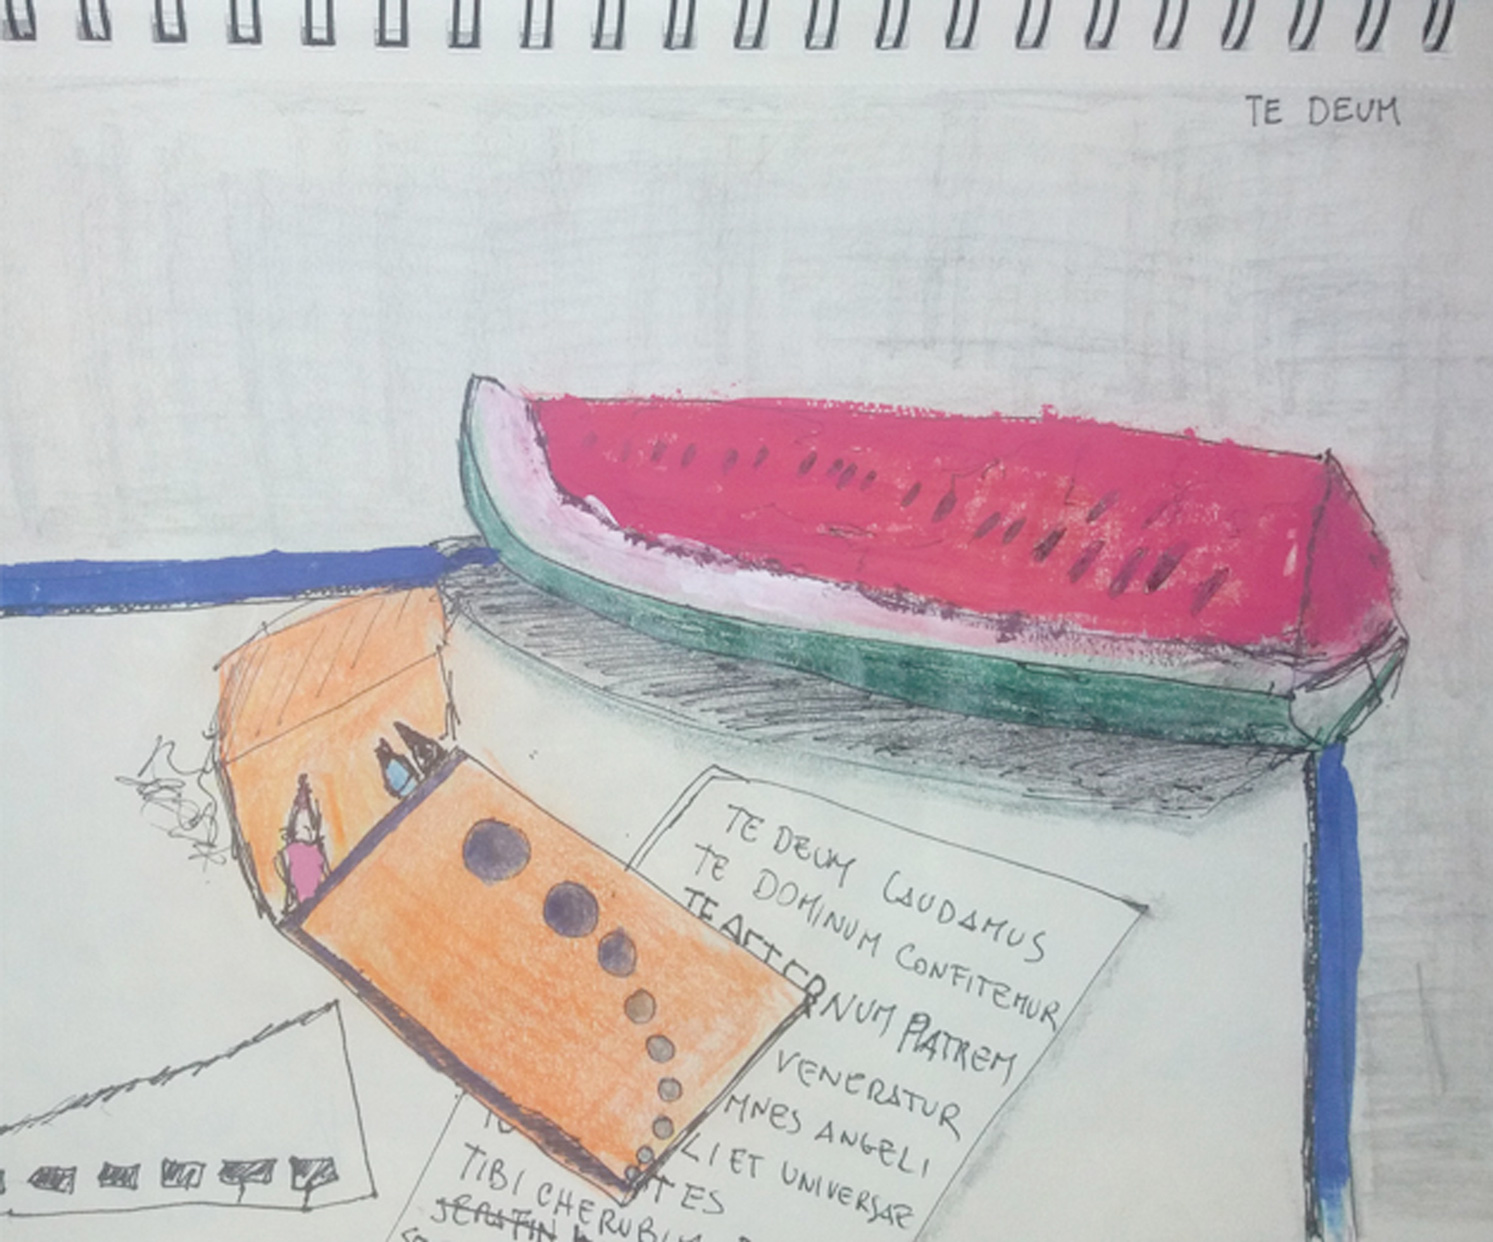 TE DEUM
TE DEUM LAUDAMUS
TE DOMINUM CONFITEMUR
TE AETERNUM PATREM
VENERATUR
MNES ANGELI
LI ET UNIVERSAE
TES
TIBI CHERUBIM